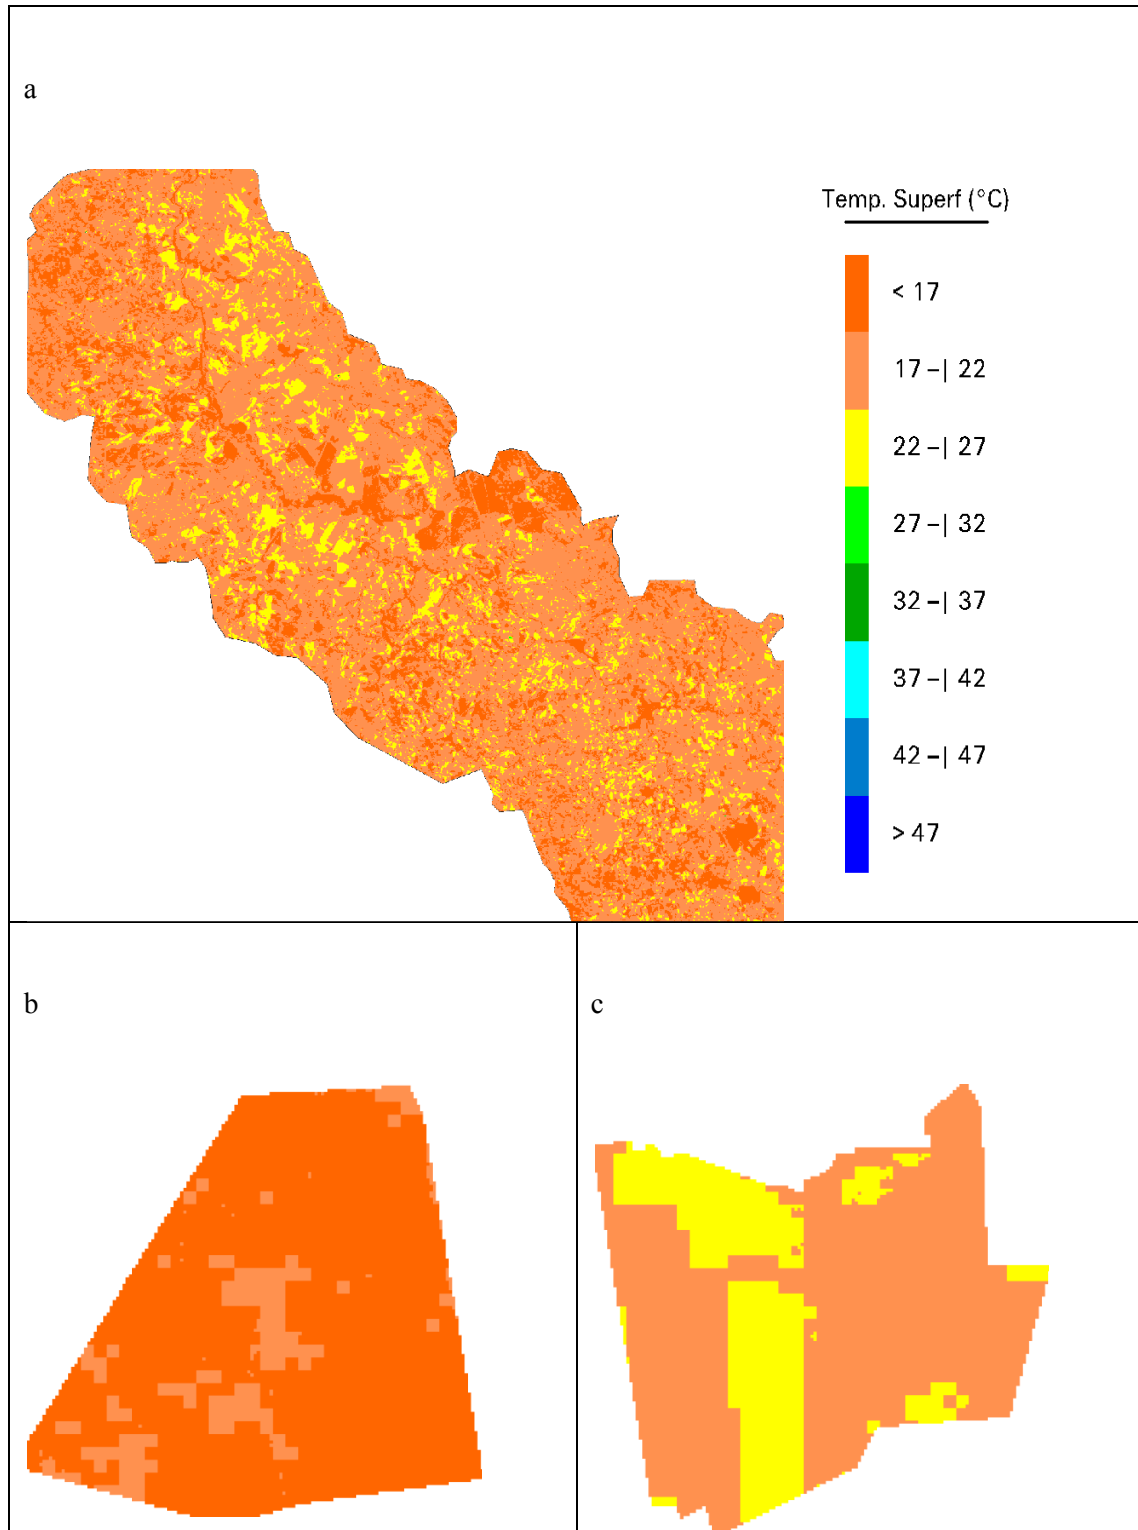 a
Temp. Superf (°C)
< 17
17 –| 22
22 –| 27
27 –| 32
32 –| 37
37 –| 42
42 –| 47
> 47
b
c